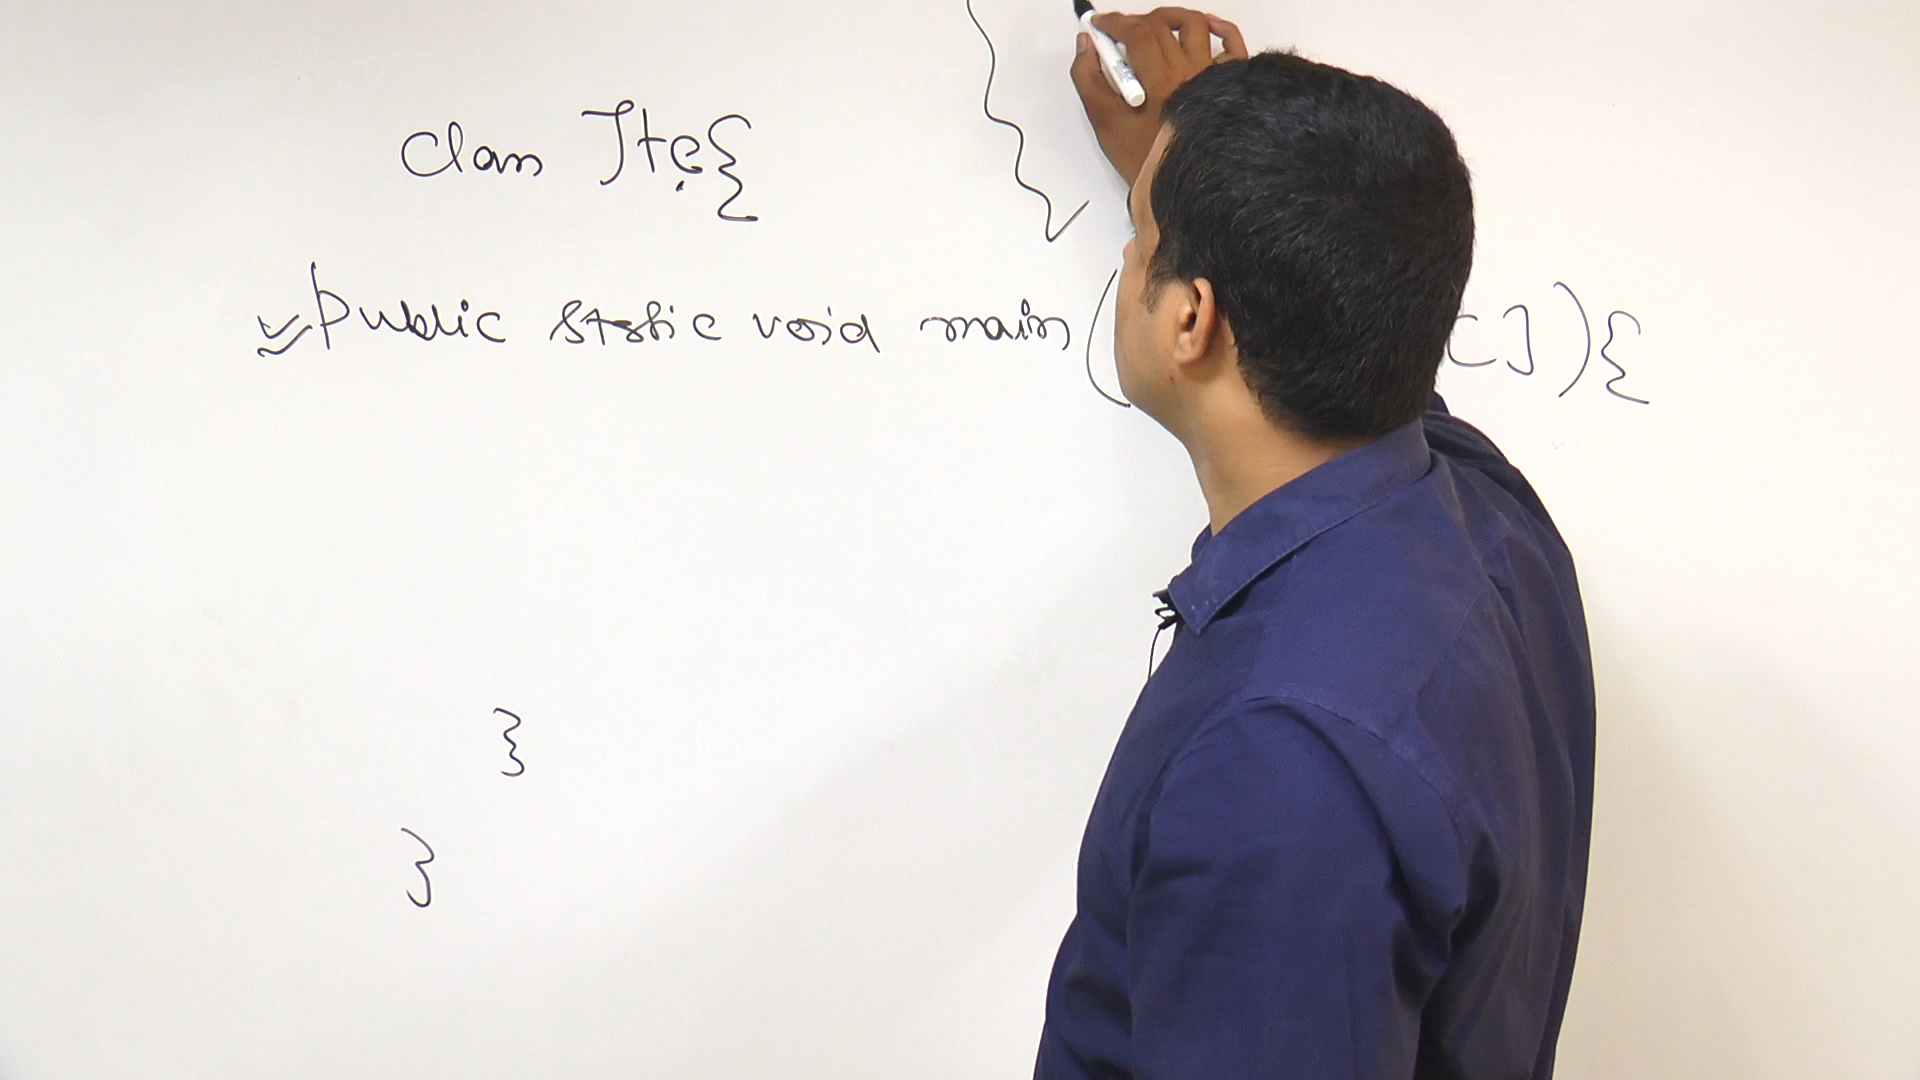 class Jtc{
public static void main( []){
}
}